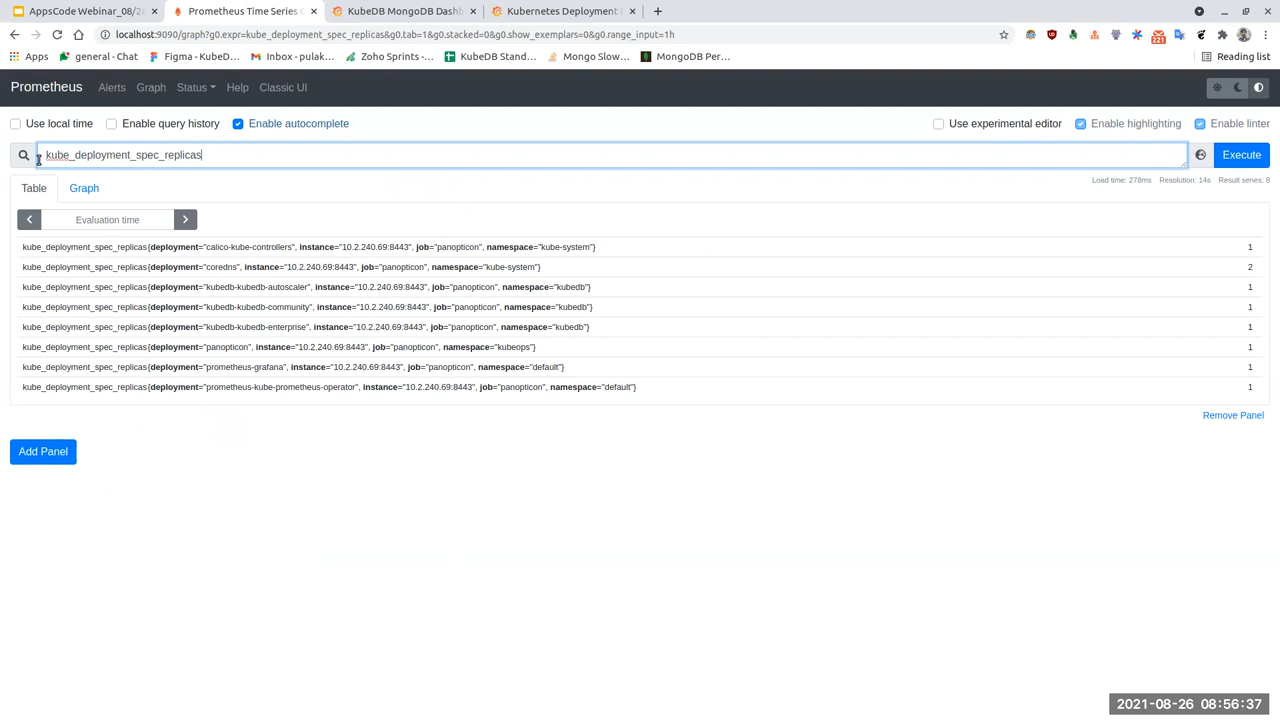 AppsCode Webinar_08/2
Prometheus Time Series C
KubeDB MongoDB Dashb
Kubernetes Deployment D
localhost:9090/graph?g0.expr=kube_deployment_spec_replicas&g0.tab=1&g0.stacked=0&g0.show_exemplars=0&g0.range_input=1h
221
Apps
general - Chat
Figma - KubeD...
Inbox - pulak...
Zoho Sprints -...
KubeDB Stand...
Mongo Slow...
MongoDB Per...
Reading list
Prometheus
Alerts
Graph
Status
Help
Classic UI
Use local time
Enable query history
Enable autocomplete
Use experimental editor
Enable highlighting
Enable linter
kube_deployment_spec_replicas
Execute
Table
Graph
Load time: 278ms Resolution: 14s Result series: 8
Evaluation time
kube_deployment_spec_replicas{deployment="calico-kube-controllers", instance="10.2.240.69:8443", job="panopticon", namespace="kube-system"} 1
kube_deployment_spec_replicas{deployment="coredns", instance="10.2.240.69:8443", job="panopticon", namespace="kube-system"} 2
kube_deployment_spec_replicas{deployment="kubedb-kubedb-autoscaler", instance="10.2.240.69:8443", job="panopticon", namespace="kubedb"} 1
kube_deployment_spec_replicas{deployment="kubedb-kubedb-community", instance="10.2.240.69:8443", job="panopticon", namespace="kubedb"} 1
kube_deployment_spec_replicas{deployment="kubedb-kubedb-enterprise", instance="10.2.240.69:8443", job="panopticon", namespace="kubedb"} 1
kube_deployment_spec_replicas{deployment="panopticon", instance="10.2.240.69:8443", job="panopticon", namespace="kubeops"} 1
kube_deployment_spec_replicas{deployment="prometheus-grafana", instance="10.2.240.69:8443", job="panopticon", namespace="default"} 1
kube_deployment_spec_replicas{deployment="prometheus-kube-prometheus-operator", instance="10.2.240.69:8443", job="panopticon", namespace="default"} 1
Remove Panel
Add Panel
2021-08-26 08:56:37